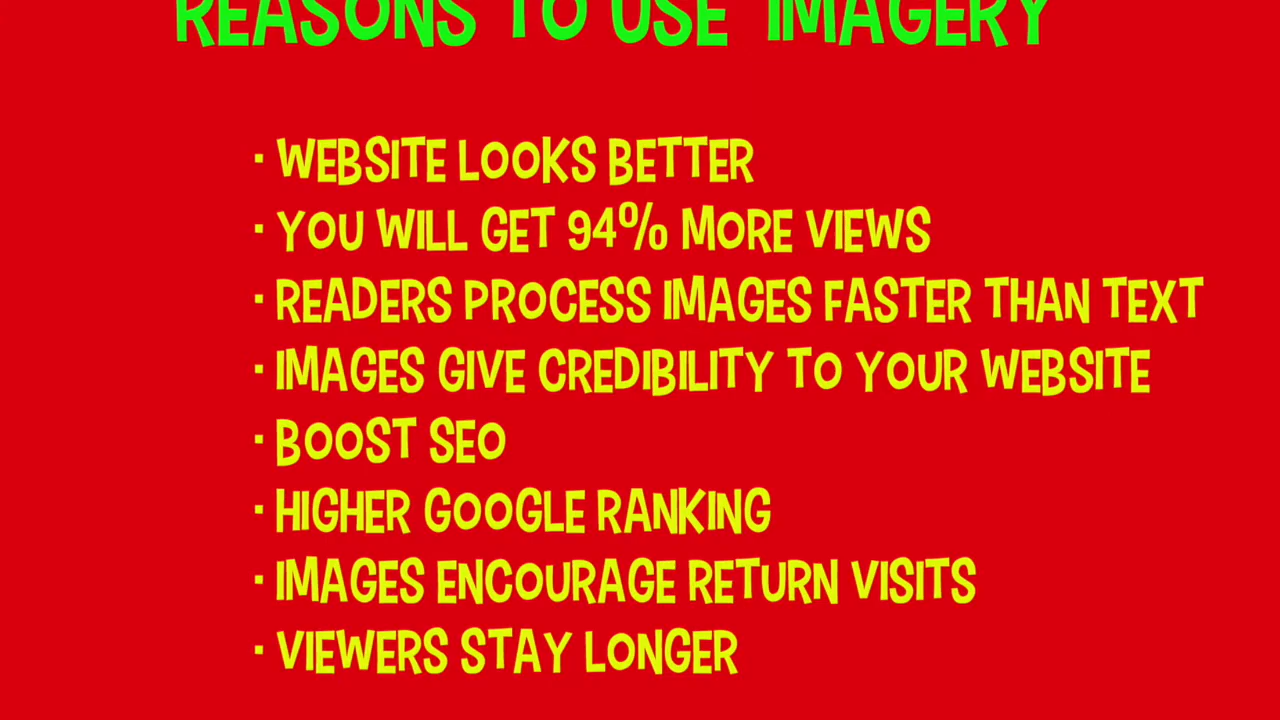 REASONS TO USE IMAGERY
· WEBSITE LOOKS BETTER
· YOU WILL GET 94% MORE VIEWS
· READERS PROCESS IMAGES FASTER THAN TEXT
· IMAGES GIVE CREDIBILITY TO YOUR WEBSITE
· BOOST SEO
· HIGHER GOOGLE RANKING
· IMAGES ENCOURAGE RETURN VISITS
· VIEWERS STAY LONGER